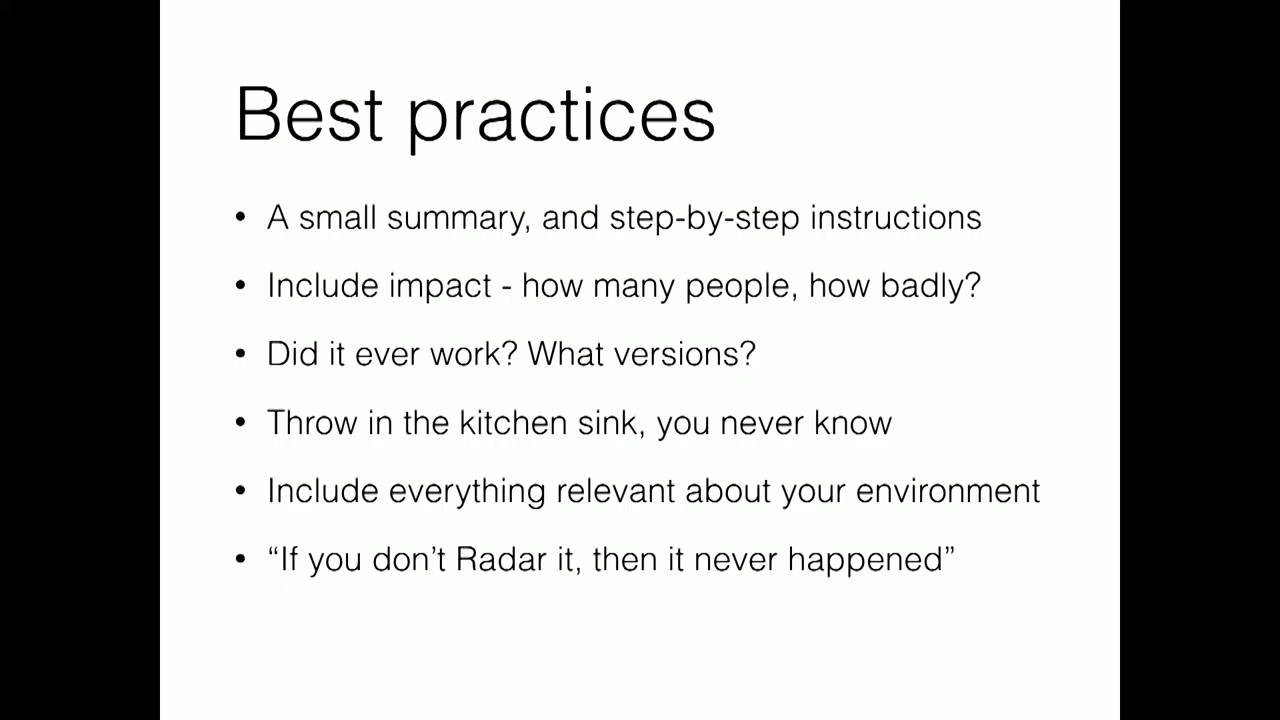 Best practices
• A small summary, and step-by-step instructions
• Include impact - how many people, how badly?
• Did it ever work? What versions?
• Throw in the kitchen sink, you never know
• Include everything relevant about your environment
• “If you don’t Radar it, then it never happened”